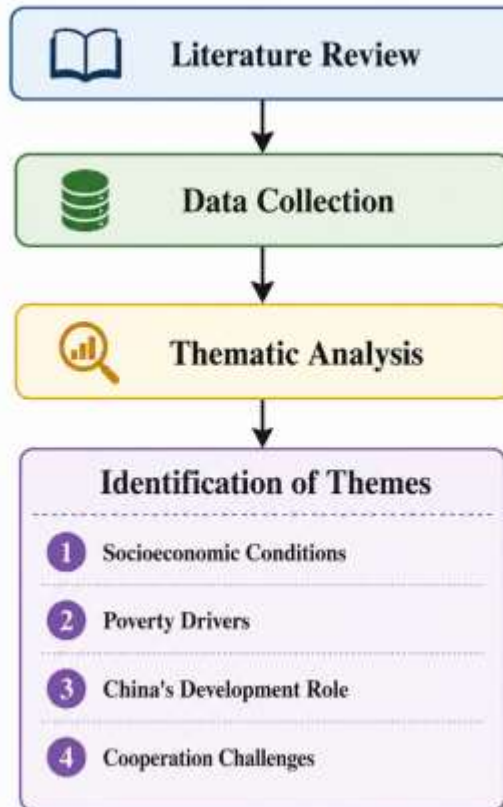 Literature Review
Data Collection
Thematic Analysis
Identification of Themes
1 Socioeconomic Conditions
2 Poverty Drivers
3 China's Development Role
4 Cooperation Challenges